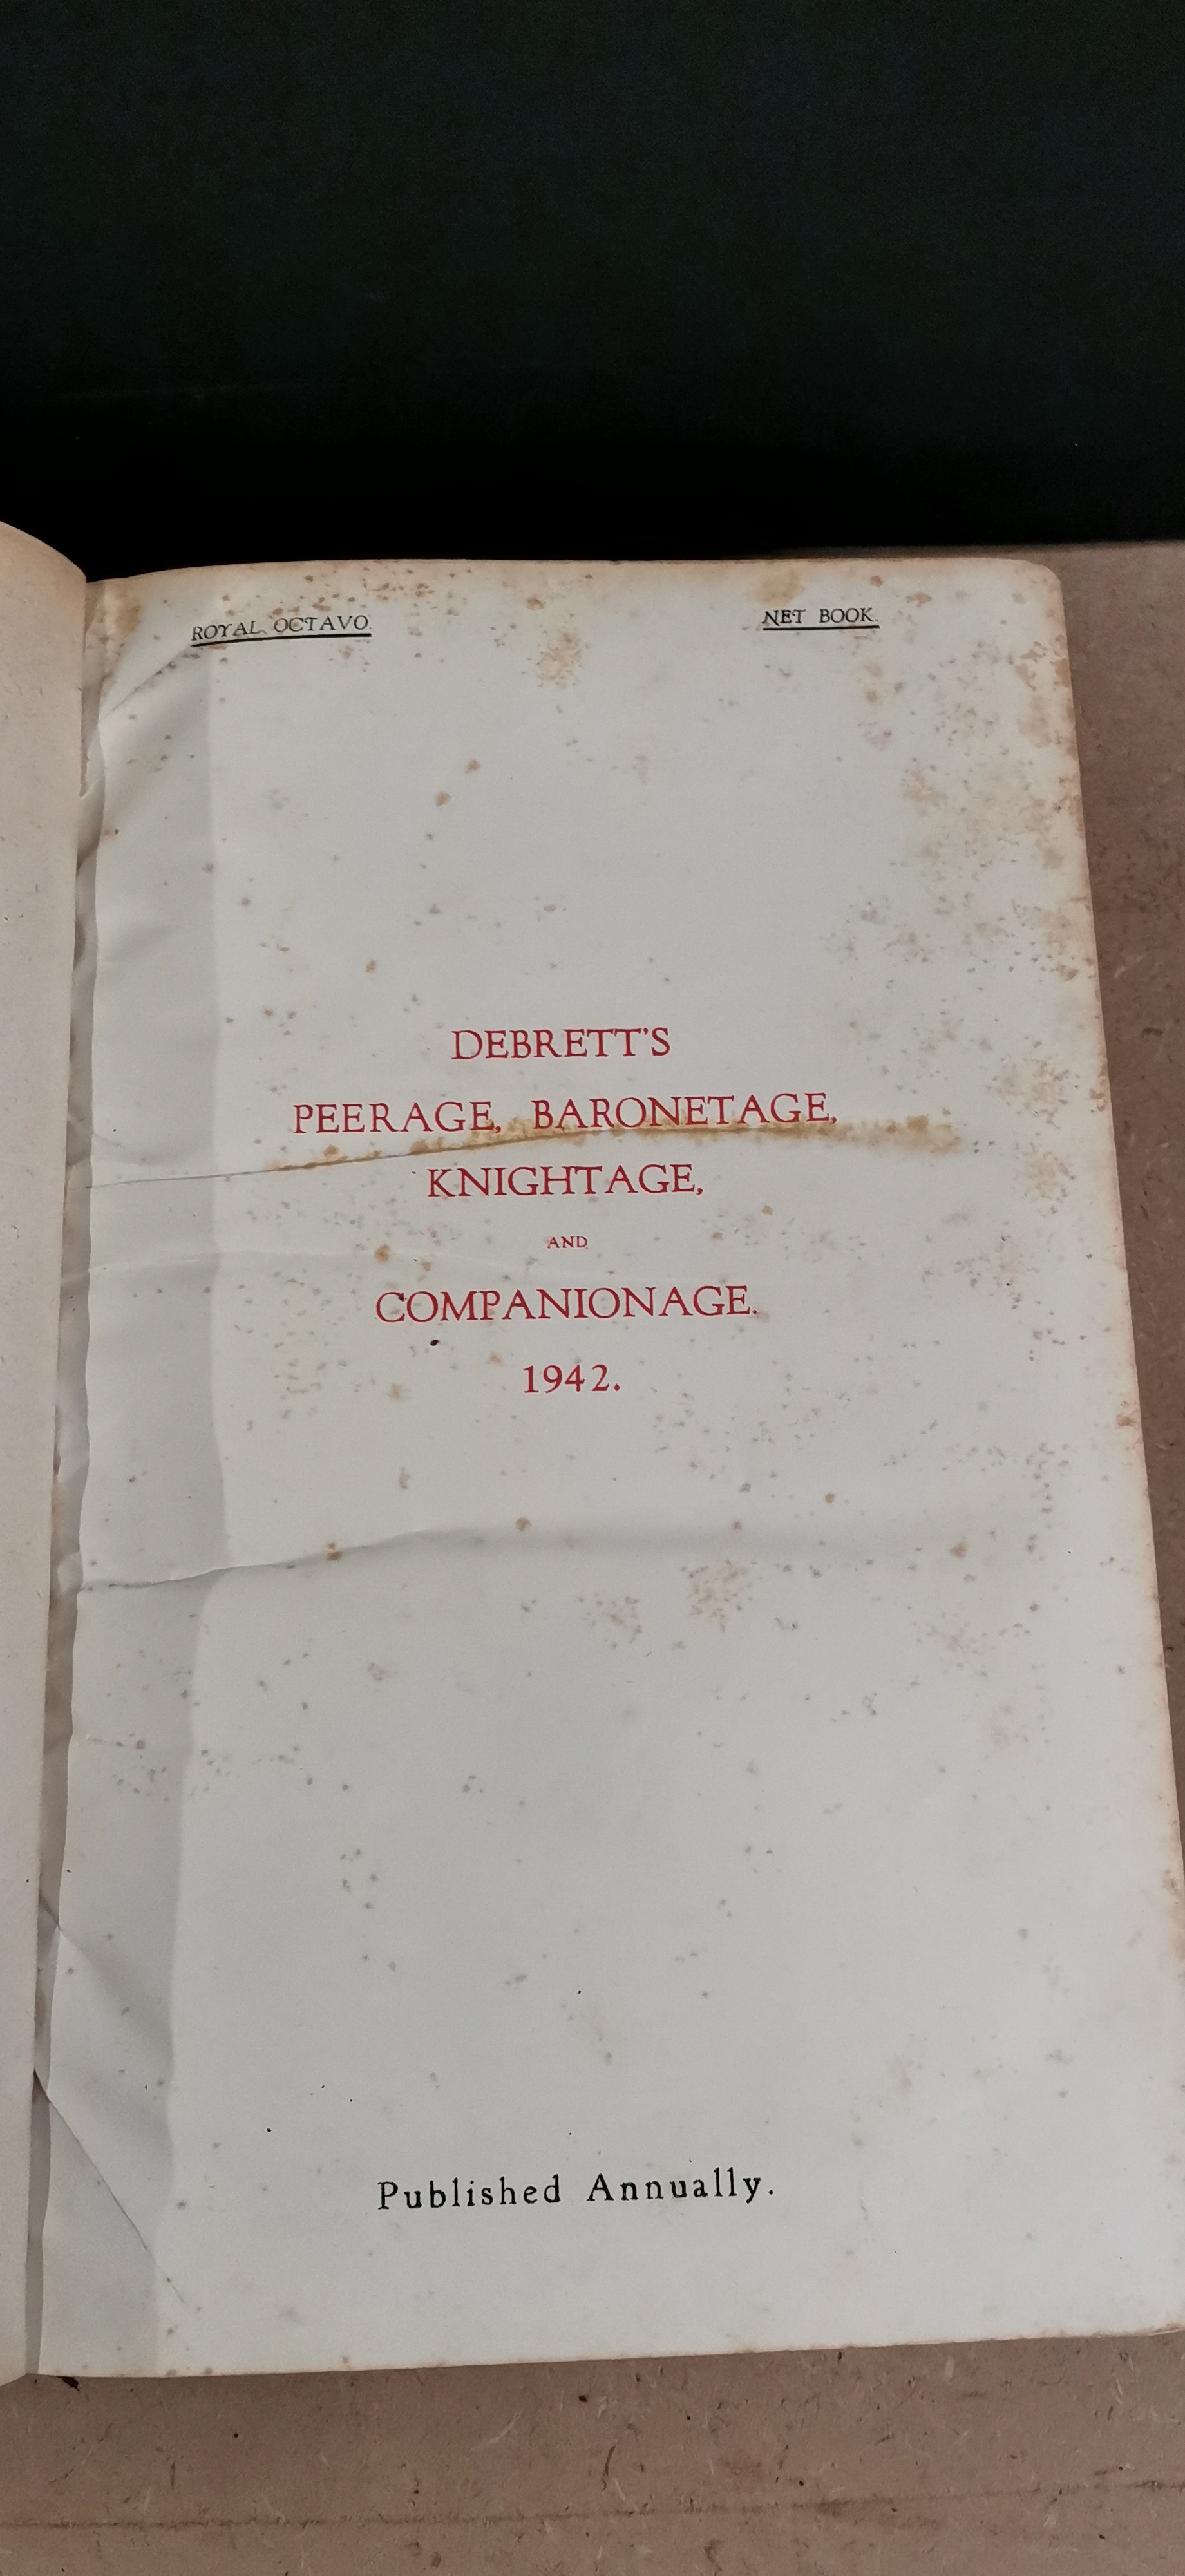 ROYAL OCTAVO.
NET BOOK.
DEBRETT'S
PEERAGE, BARONETAGE,
KNIGHTAGE,
AND
COMPANIONAGE.
1942.
Published Annually.